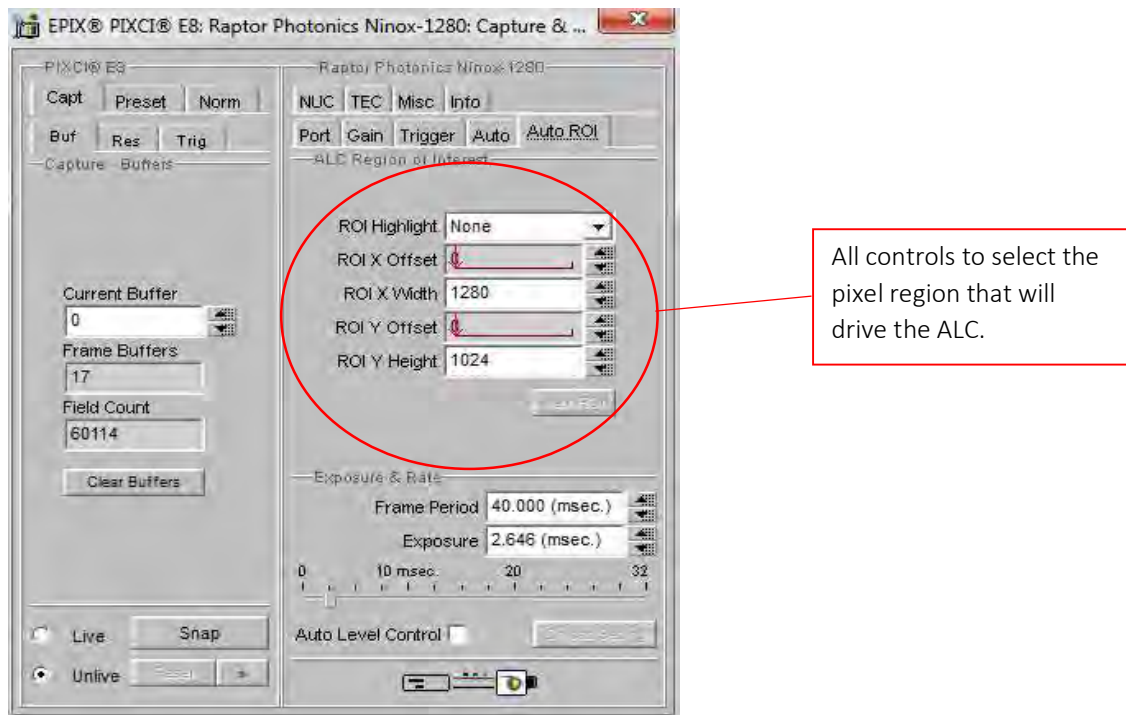 EPIX® PIXCI® E8: Raptor Photonics Ninox-1280: Capture & ...
PIXCI® E8
Capt Preset Norm
Buf Res Trig
Capture - Buffers
Current Buffer
0
Frame Buffers
17
Field Count
60114
Clear Buffers
Live Snap
Unlive
Raptor Photonics Ninox-1280
NUC TEC Misc Info
Port Gain Trigger Auto Auto ROI
ALC Region of Interest
ROI Highlight None
ROI X Offset 0
ROI X Width 1280
ROI Y Offset 0
ROI Y Height 1024
Exposure & Rate
Frame Period 40.000 (msec.)
Exposure 2.646 (msec.)
0 10 msec. 20 32
Auto Level Control
All controls to select the
pixel region that will
drive the ALC.